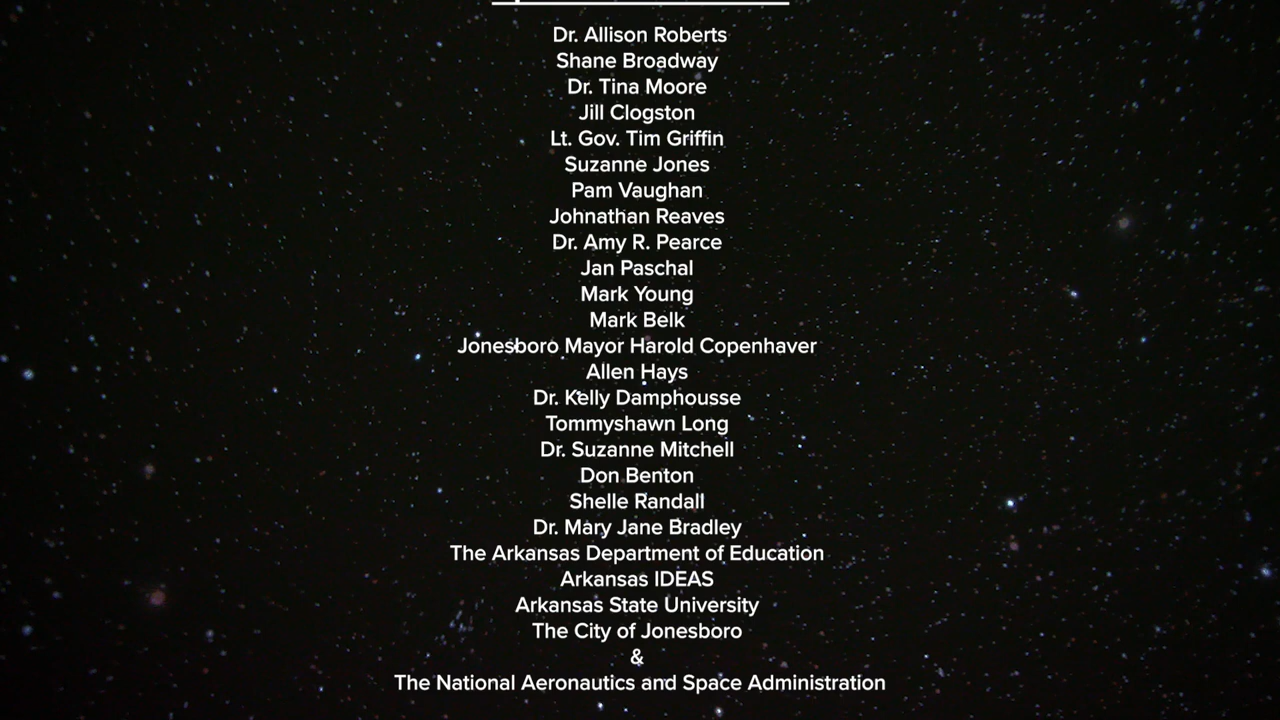 Dr. Allison Roberts
Shane Broadway
Dr. Tina Moore
Jill Clogston
Lt. Gov. Tim Griffin
Suzanne Jones
Pam Vaughan
Johnathan Reaves
Dr. Amy R. Pearce
Jan Paschal
Mark Young
Mark Belk
Jonesboro Mayor Harold Copenhaver
Allen Hays
Dr. Kelly Damphousse
Tommyshawn Long
Dr. Suzanne Mitchell
Don Benton
Shelle Randall
Dr. Mary Jane Bradley
The Arkansas Department of Education
Arkansas IDEAS
Arkansas State University
The City of Jonesboro
&
The National Aeronautics and Space Administration